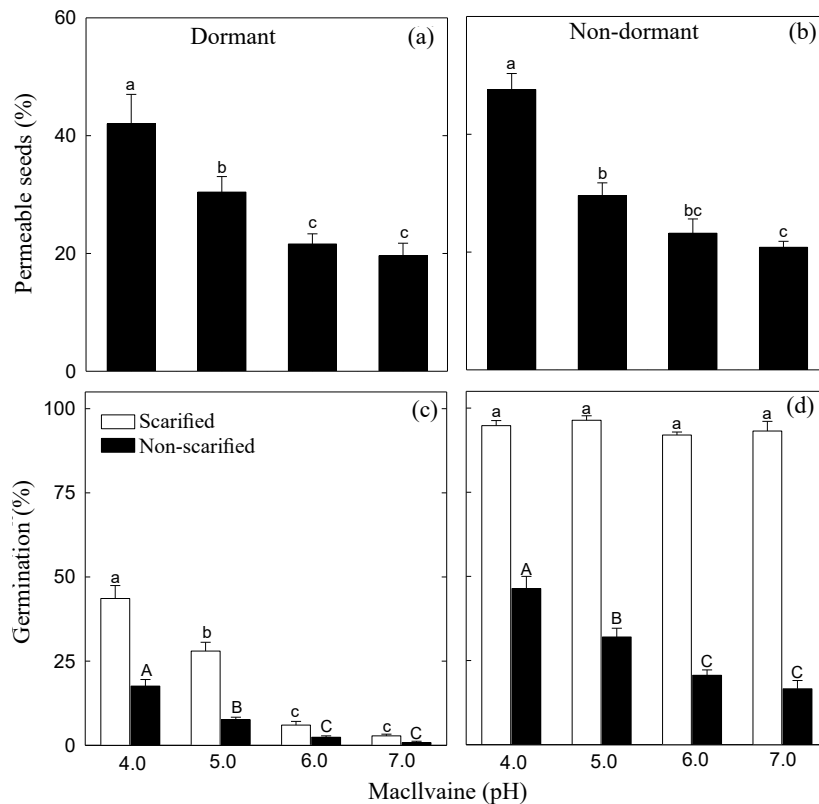 60
Dormant
(a)
Non-dormant
(b)
a
a
40
b
b
c
c
bc
c
20
0
Permeable seeds (%)
100
(c)
(d)
Scarified
Non-scarified
a
a
a
a
75
50
a
A
b
B
25
A
B
C
C
c
C
c
C
0
Germination (%)
4.0 5.0 6.0 7.0 4.0 5.0 6.0 7.0
Macllvaine (pH)